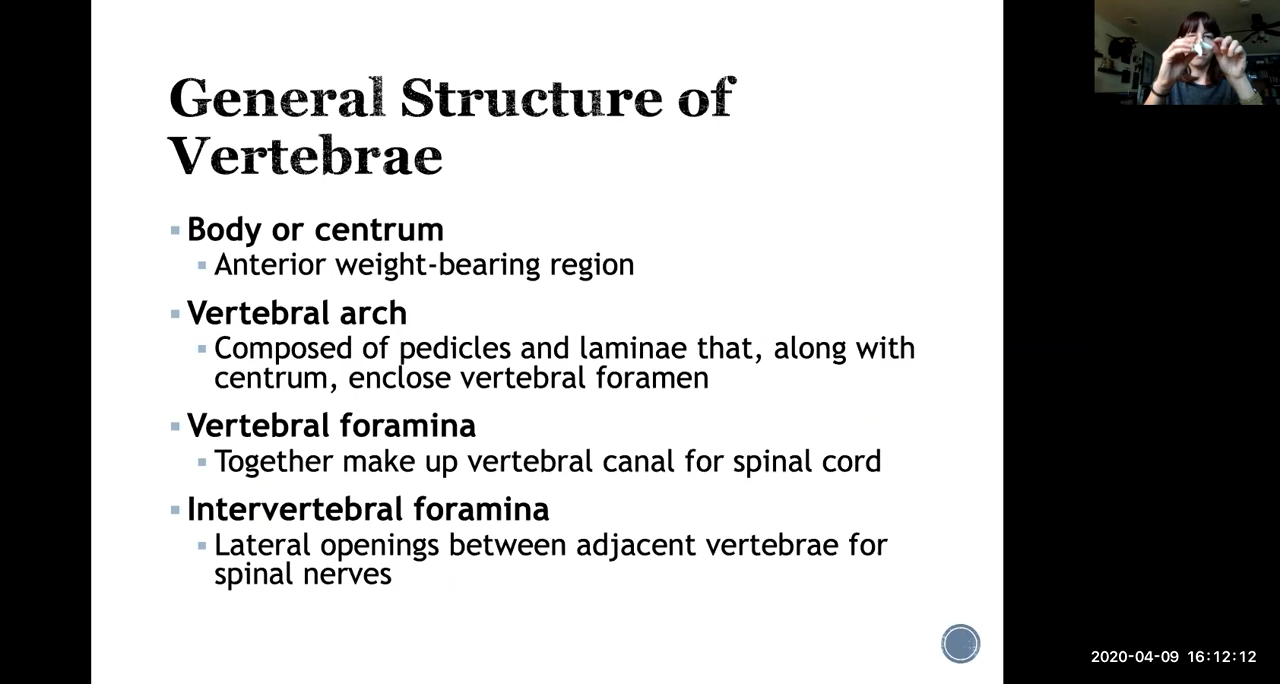 General Structure of
Vertebrae
Body or centrum
Anterior weight-bearing region
Vertebral arch
Composed of pedicles and laminae that, along with
centrum, enclose vertebral foramen
Vertebral foramina
Together make up vertebral canal for spinal cord
Intervertebral foramina
Lateral openings between adjacent vertebrae for
spinal nerves
2020-04-09 16:12:12